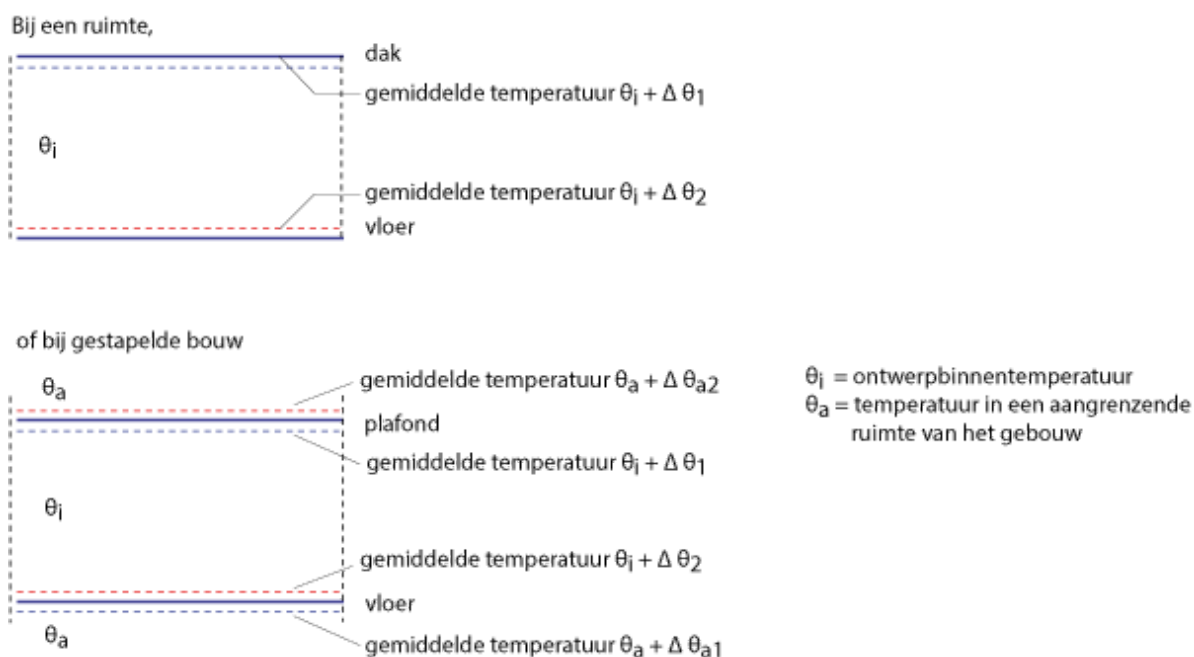 Bij een ruimte,
dak
gemiddelde temperatuur θi + Δ θ1
θi
gemiddelde temperatuur θi + Δ θ2
vloer
of bij gestapelde bouw
θa
gemiddelde temperatuur θa + Δ θa2
plafond
gemiddelde temperatuur θi + Δ θ1
θi
gemiddelde temperatuur θi + Δ θ2
vloer
θa
gemiddelde temperatuur θa + Δ θa1
θi = ontwerpbinnentemperatuur
θa = temperatuur in een aangrenzende
ruimte van het gebouw